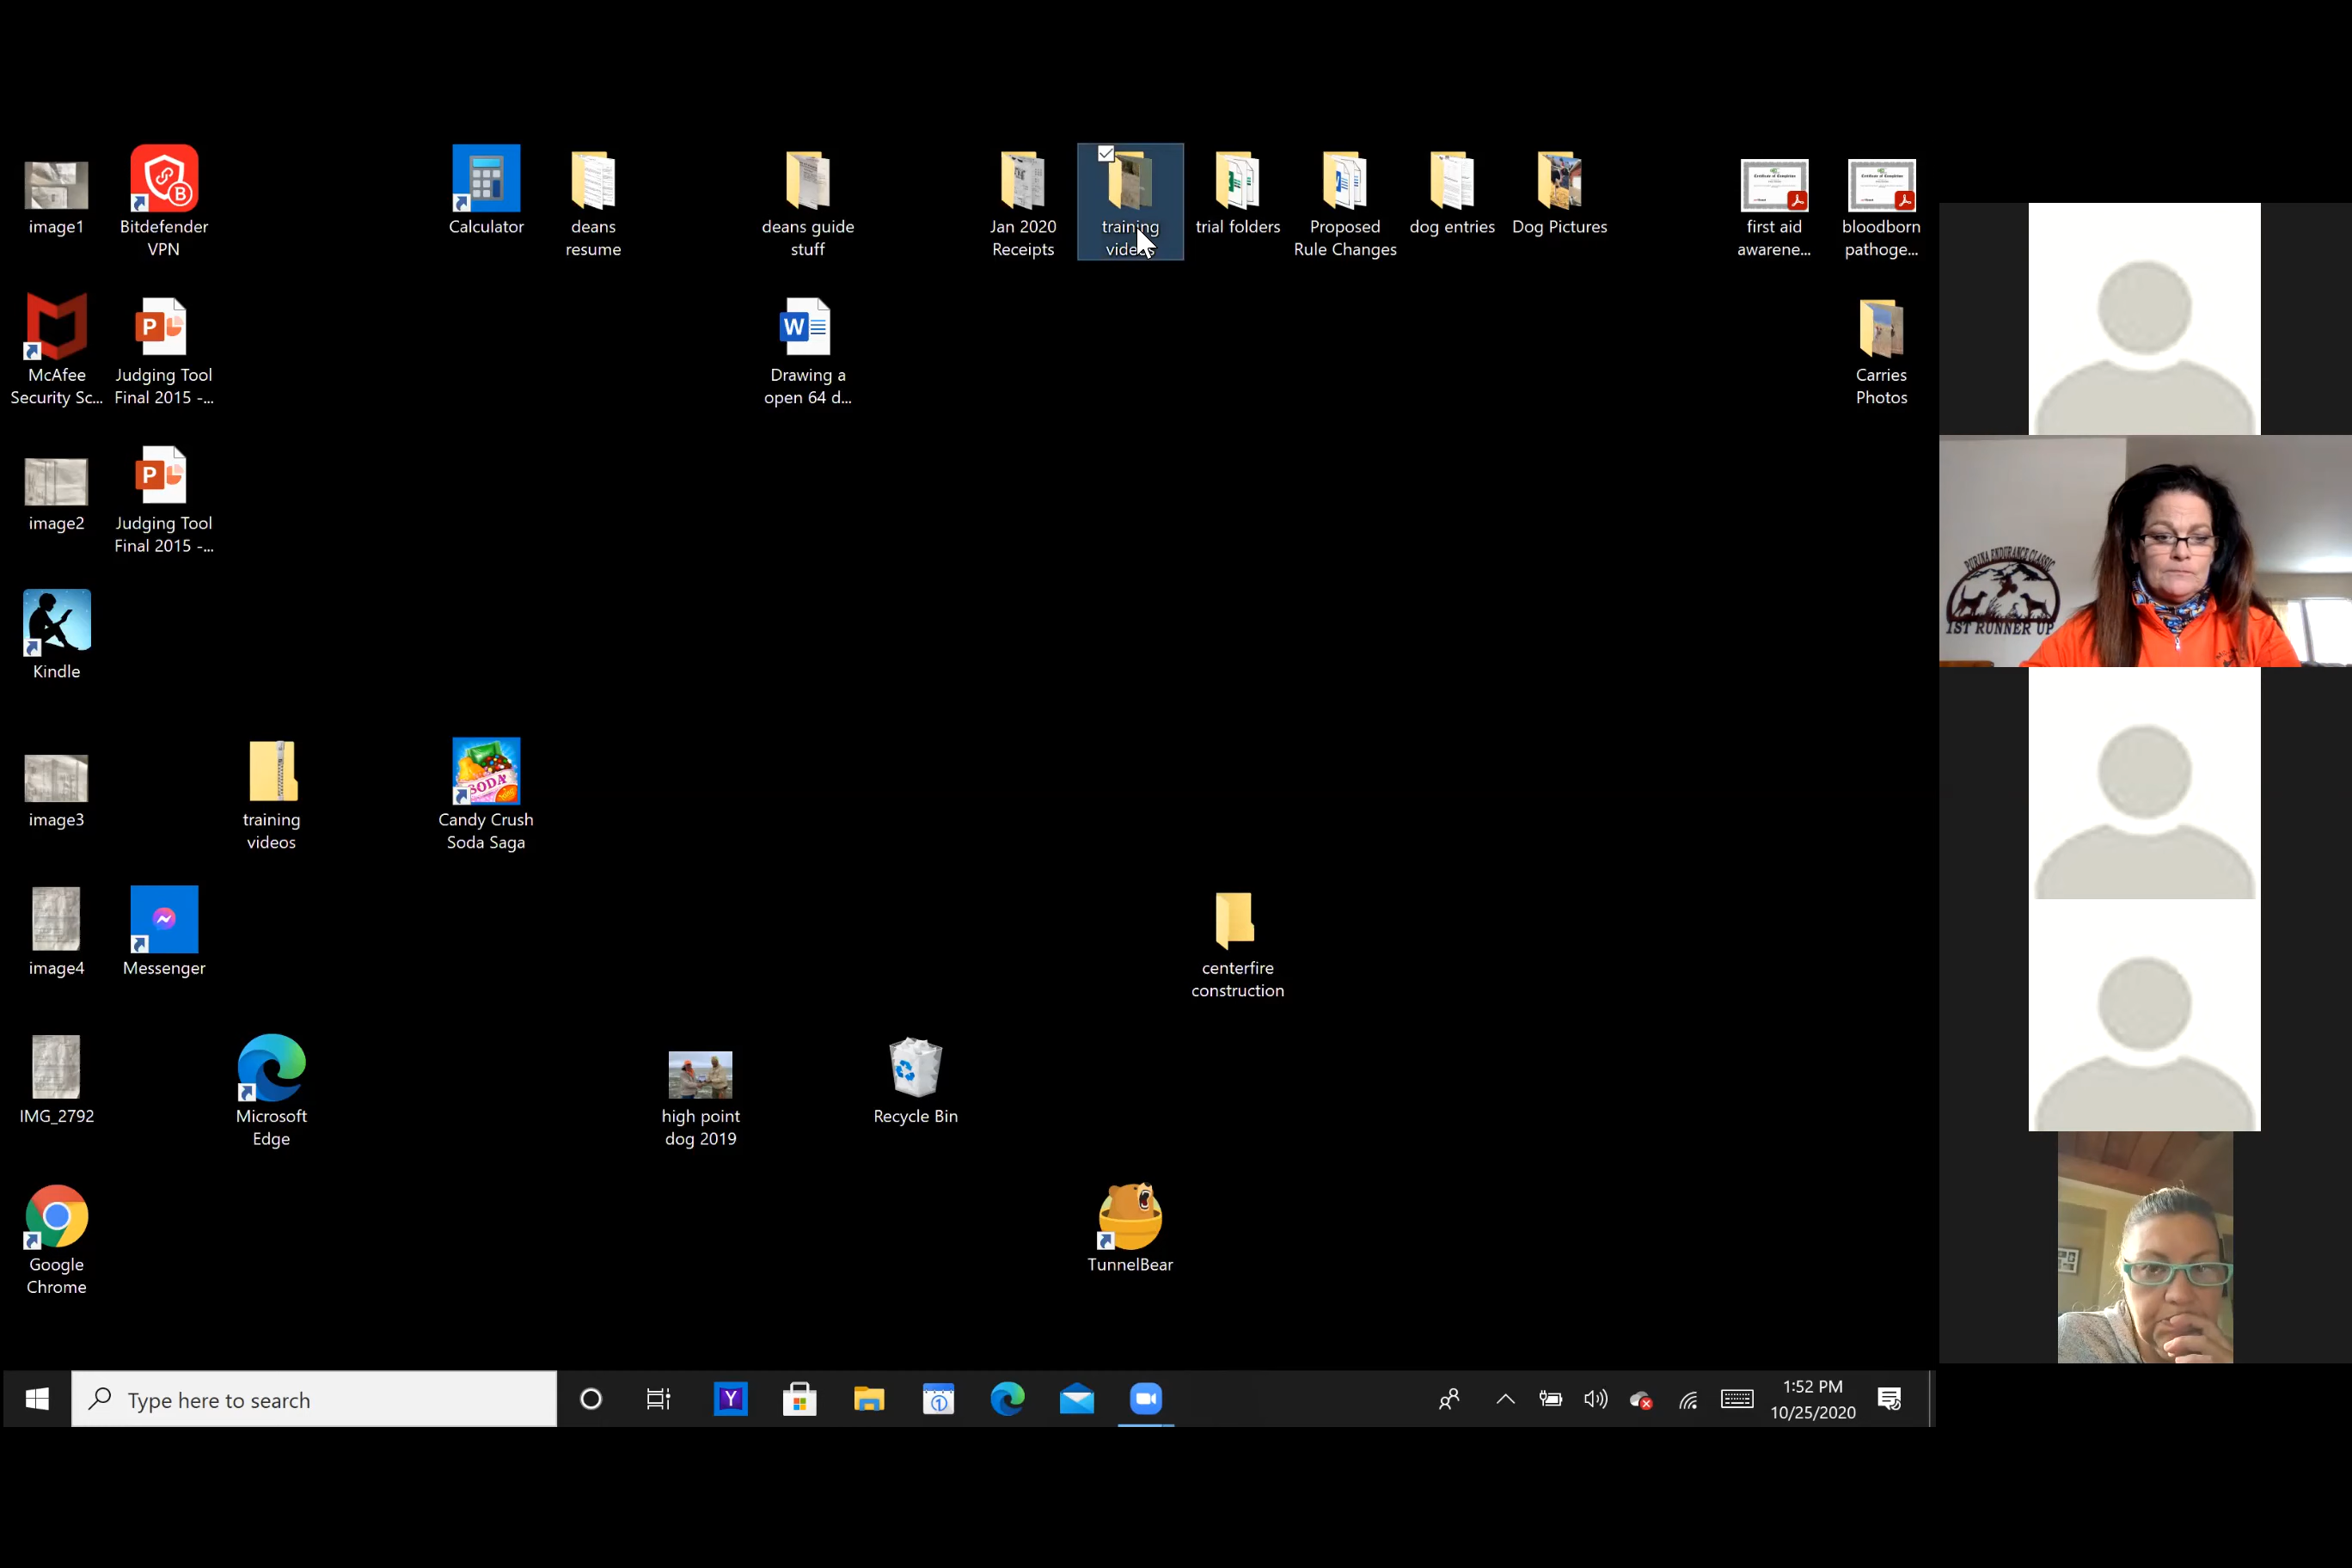 image1
Bitdefender
VPN
Calculator
deans
resume
deans guide
stuff
Jan 2020
Receipts
training
videos
trial folders
Proposed
Rule Changes
dog entries
Dog Pictures
first aid
awarene...
bloodborn
pathoge...
McAfee
Security Sc...
Judging Tool
Final 2015 -...
Drawing a
open 64 d...
Carries
Photos
image2
Judging Tool
Final 2015 -...
PURINA ENDURANCE CLASSIC
1ST RUNNER UP
Kindle
image3
training
videos
SODA
Candy Crush
Soda Saga
image4
Messenger
centerfire
construction
IMG_2792
Microsoft
Edge
high point
dog 2019
Recycle Bin
Google
Chrome
TunnelBear
Type here to search
1:52 PM
10/25/2020